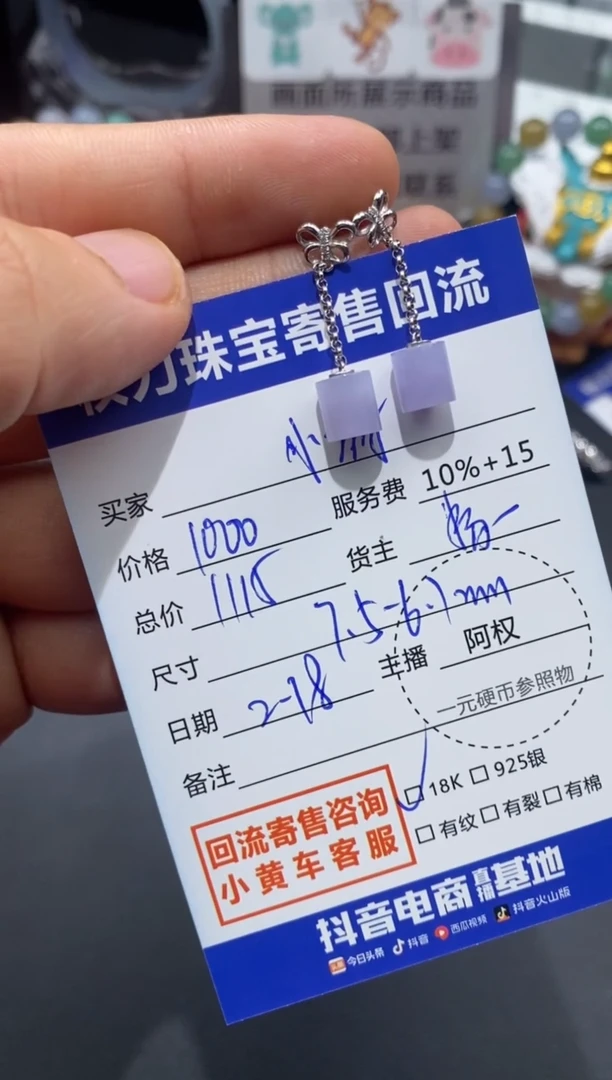 画面所展示商品
上架
力珠宝寄售回流
买家 小
服务费 10%+15
价格 1000
货主
总价 1115
尺寸 7.5-6.7mm
主播 阿权
日期 2-18
一元硬币参照物
备注
18K 925银
有纹 有裂 有棉
回流寄售咨询
小黄车客服
抖音电商直播基地
今日头条 抖音 西瓜视频 抖音火山版